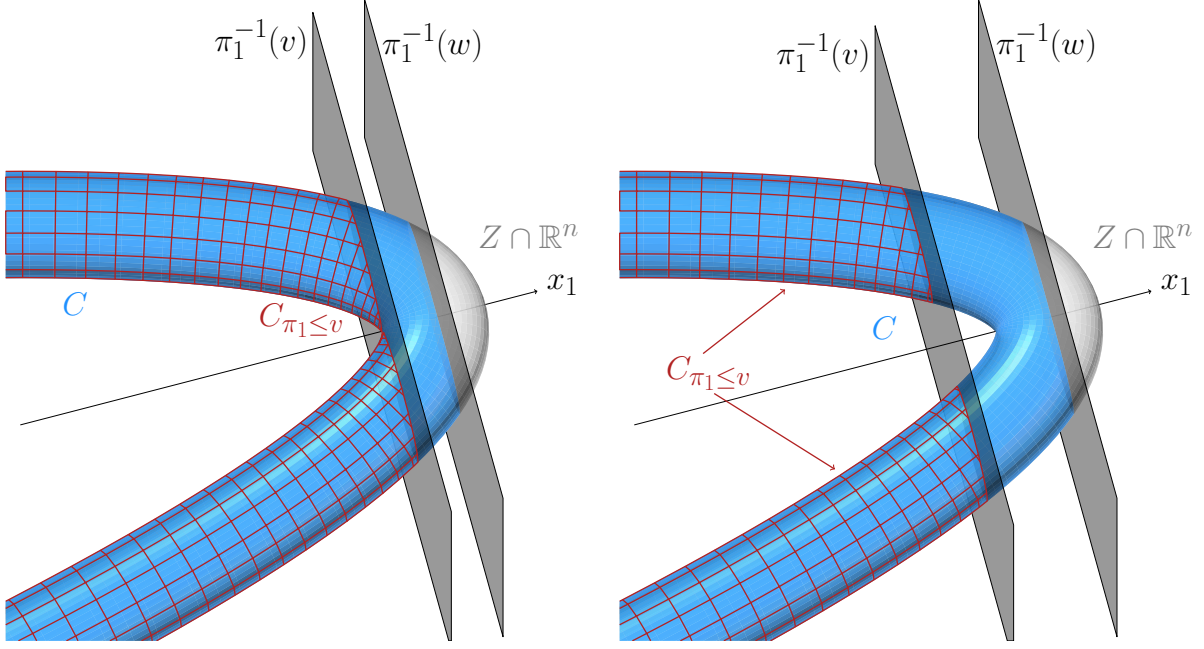 π₁⁻¹(v)
π₁⁻¹(w)
Z ∩ ℝⁿ
x₁
C
C_{π₁≤v}
π₁⁻¹(v)
π₁⁻¹(w)
Z ∩ ℝⁿ
x₁
C
C_{π₁≤v}